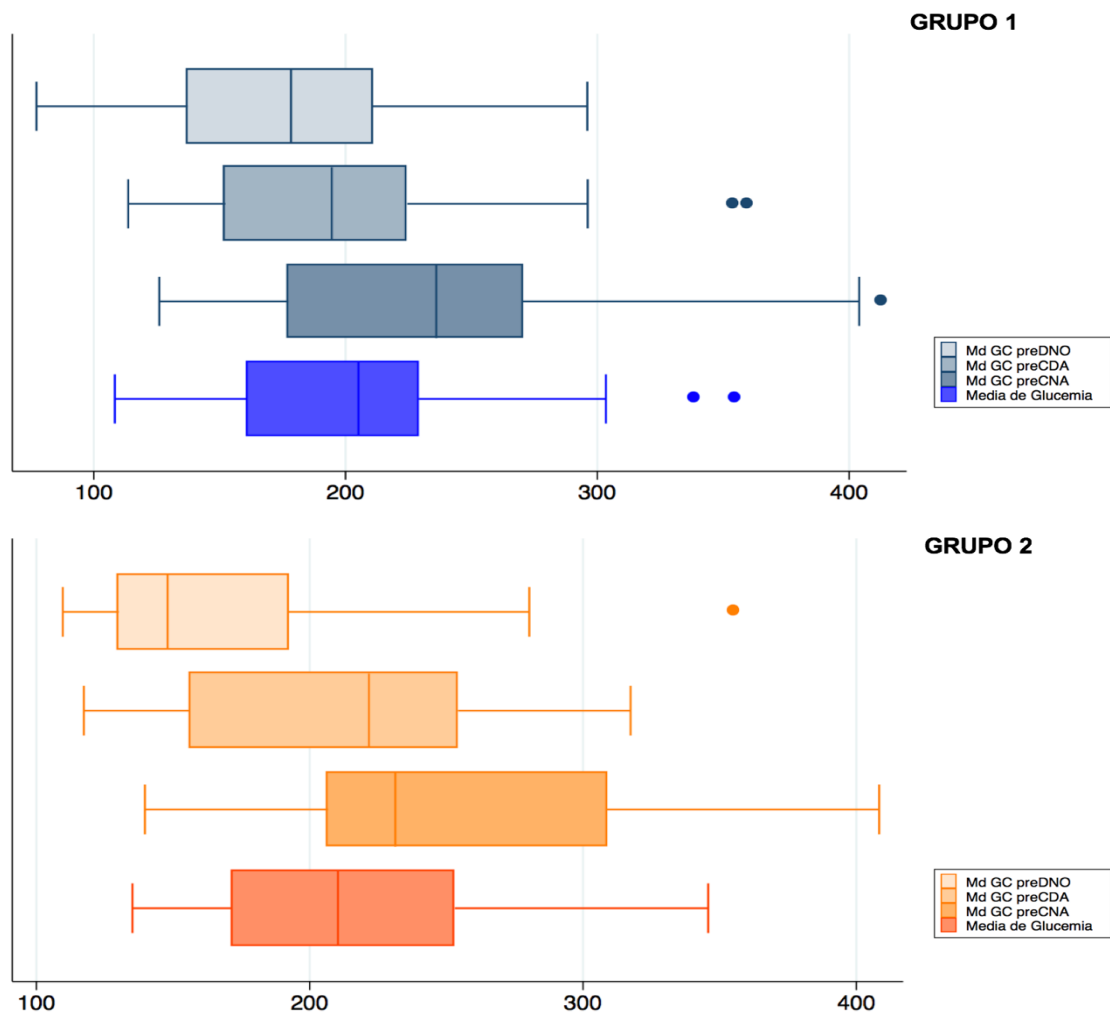 GRUPO 1
Md GC preDNO
Md GC preCDA
Md GC preCNA
Media de Glucemia
100 200 300 400
GRUPO 2
Md GC preDNO
Md GC preCDA
Md GC preCNA
Media de Glucemia
100 200 300 400